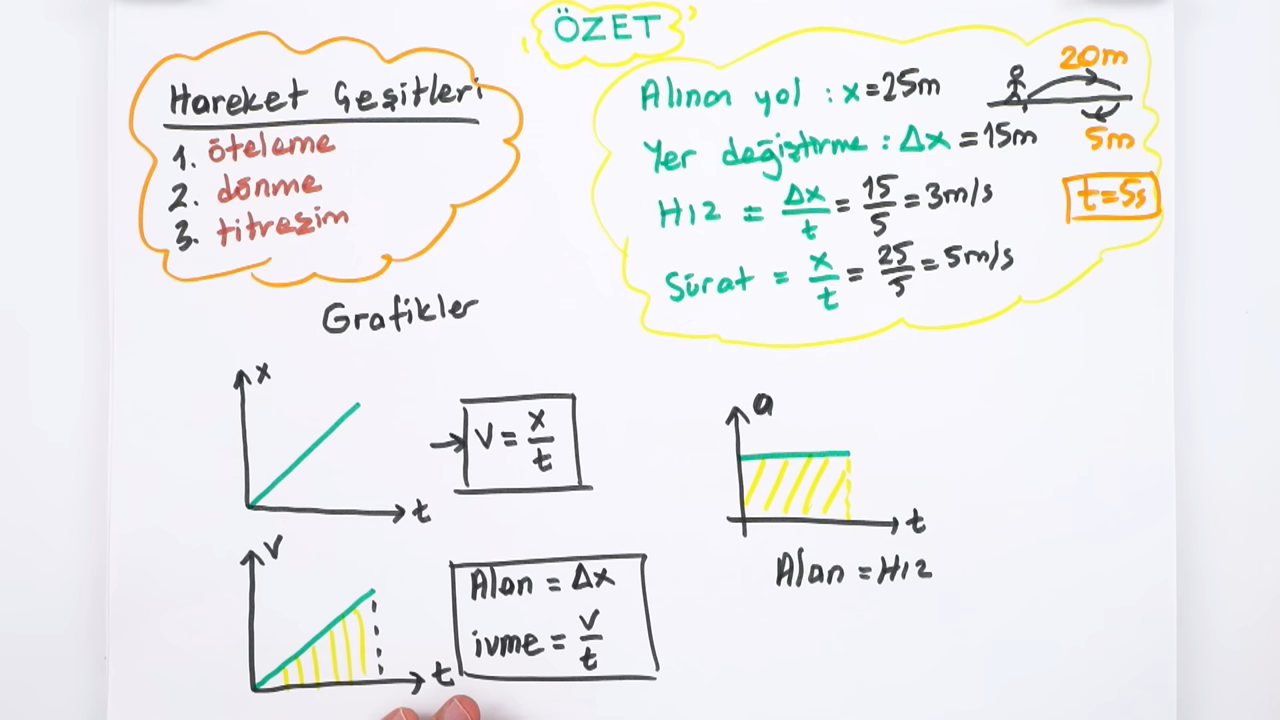 ÖZET
Hareket Çeşitleri
1. öteleme
2. dönme
3. titreşim
Alınan yol : x=25m
20m
Yer değiştirme : Δx =15m
5m
Hız = Δx/t = 15/5 = 3m/s
t=5s
Sürat = x/t = 25/5 = 5m/s
Grafikler
x
t
V = x/t
a
t
Alan = Hız
V
t
Alan = Δx
ivme = v/t